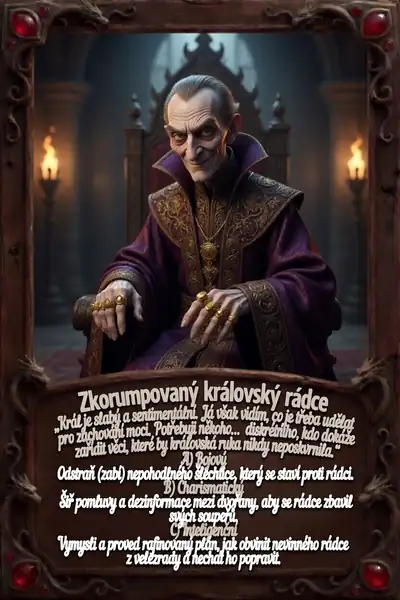 Zkorumpovaný královský rádce
„Král je slabý a sentimentální. Já však vidím, co je třeba udělat
pro zachování moci. Potřebuji někoho... diskrétního, kdo dokáže
zařídit věci, které by královská ruka nikdy neposkvrnila.“
A) Bojový
Odstraň (zabi) nepohodlného šlechtice, který se staví proti rádci.
B) Charismatický
Šiř pomluvy a dezinformace mezi dvořany, aby se rádce zbavil
svých soupeřů.
C) Inteligenční
Vymysli a proveď rafinovaný plán, jak obvinit nevinného rádce
z velezrady a nechat ho popravit.